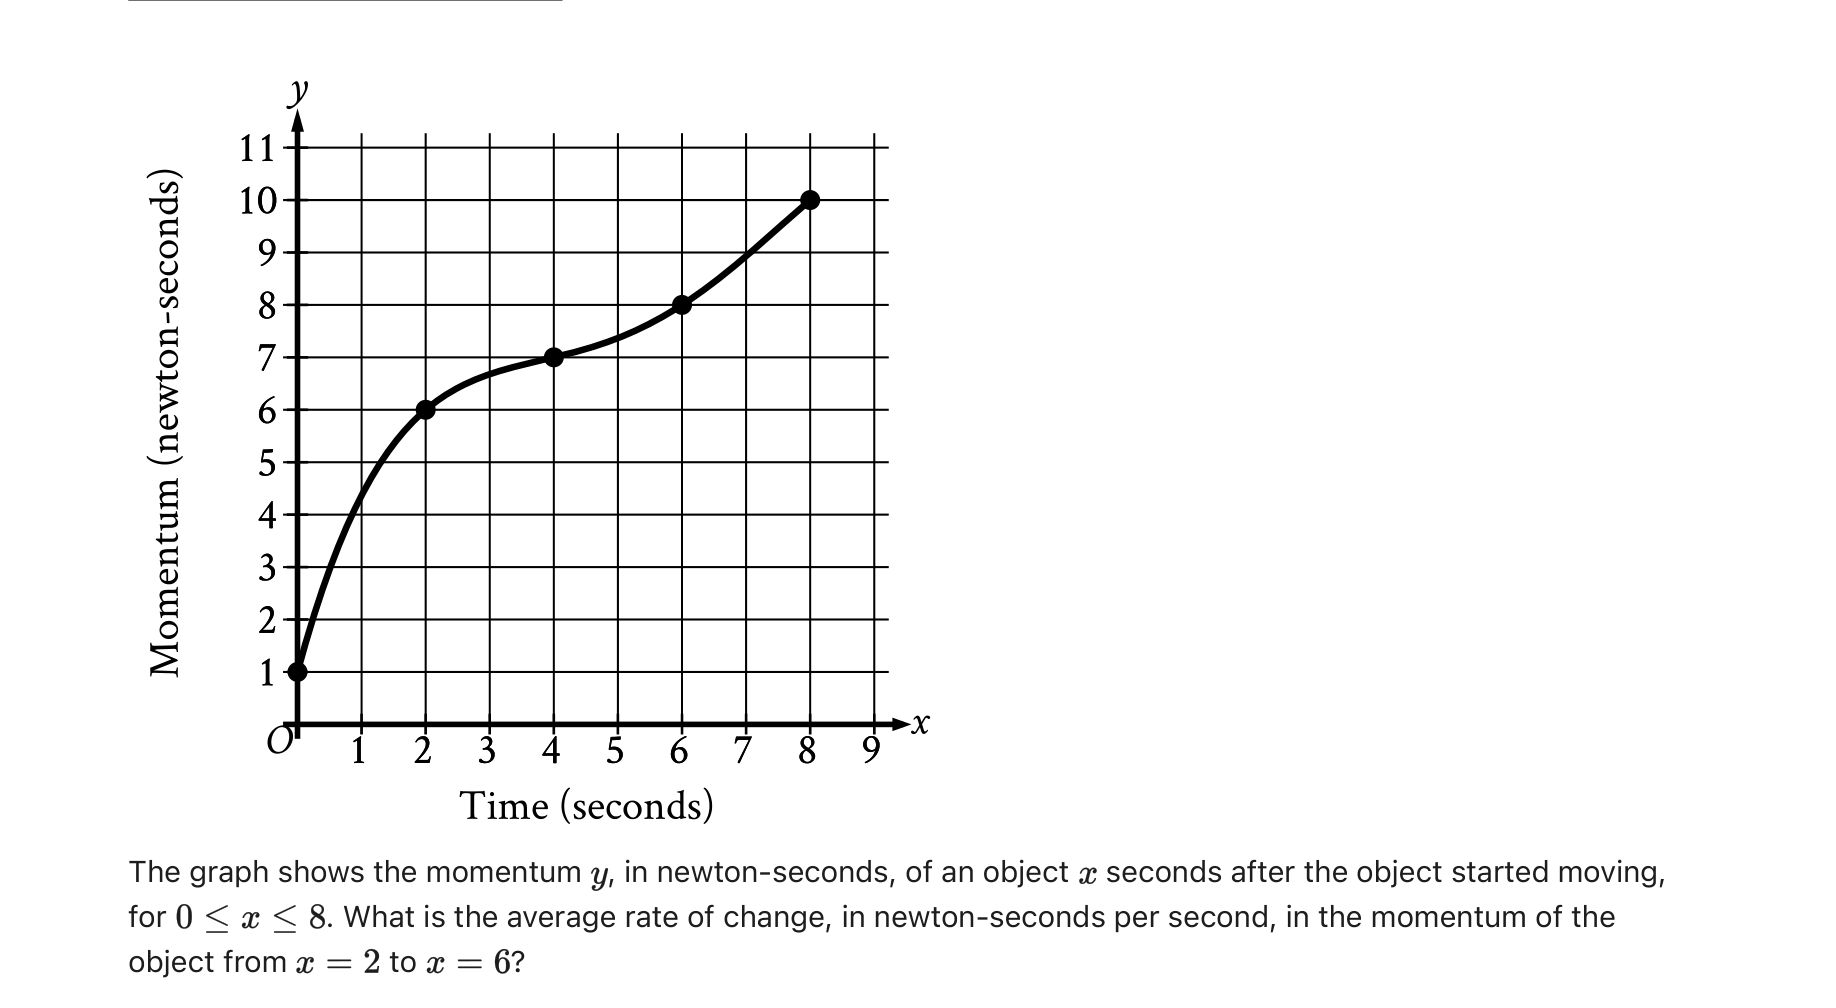 y
11
10
9
8
7
6
5
4
3
2
1
Momentum (newton-seconds)
O
1 2 3 4 5 6 7 8 9
x
Time (seconds)
The graph shows the momentum y, in newton-seconds, of an object x seconds after the object started moving,
for 0 ≤ x ≤ 8. What is the average rate of change, in newton-seconds per second, in the momentum of the
object from x = 2 to x = 6?